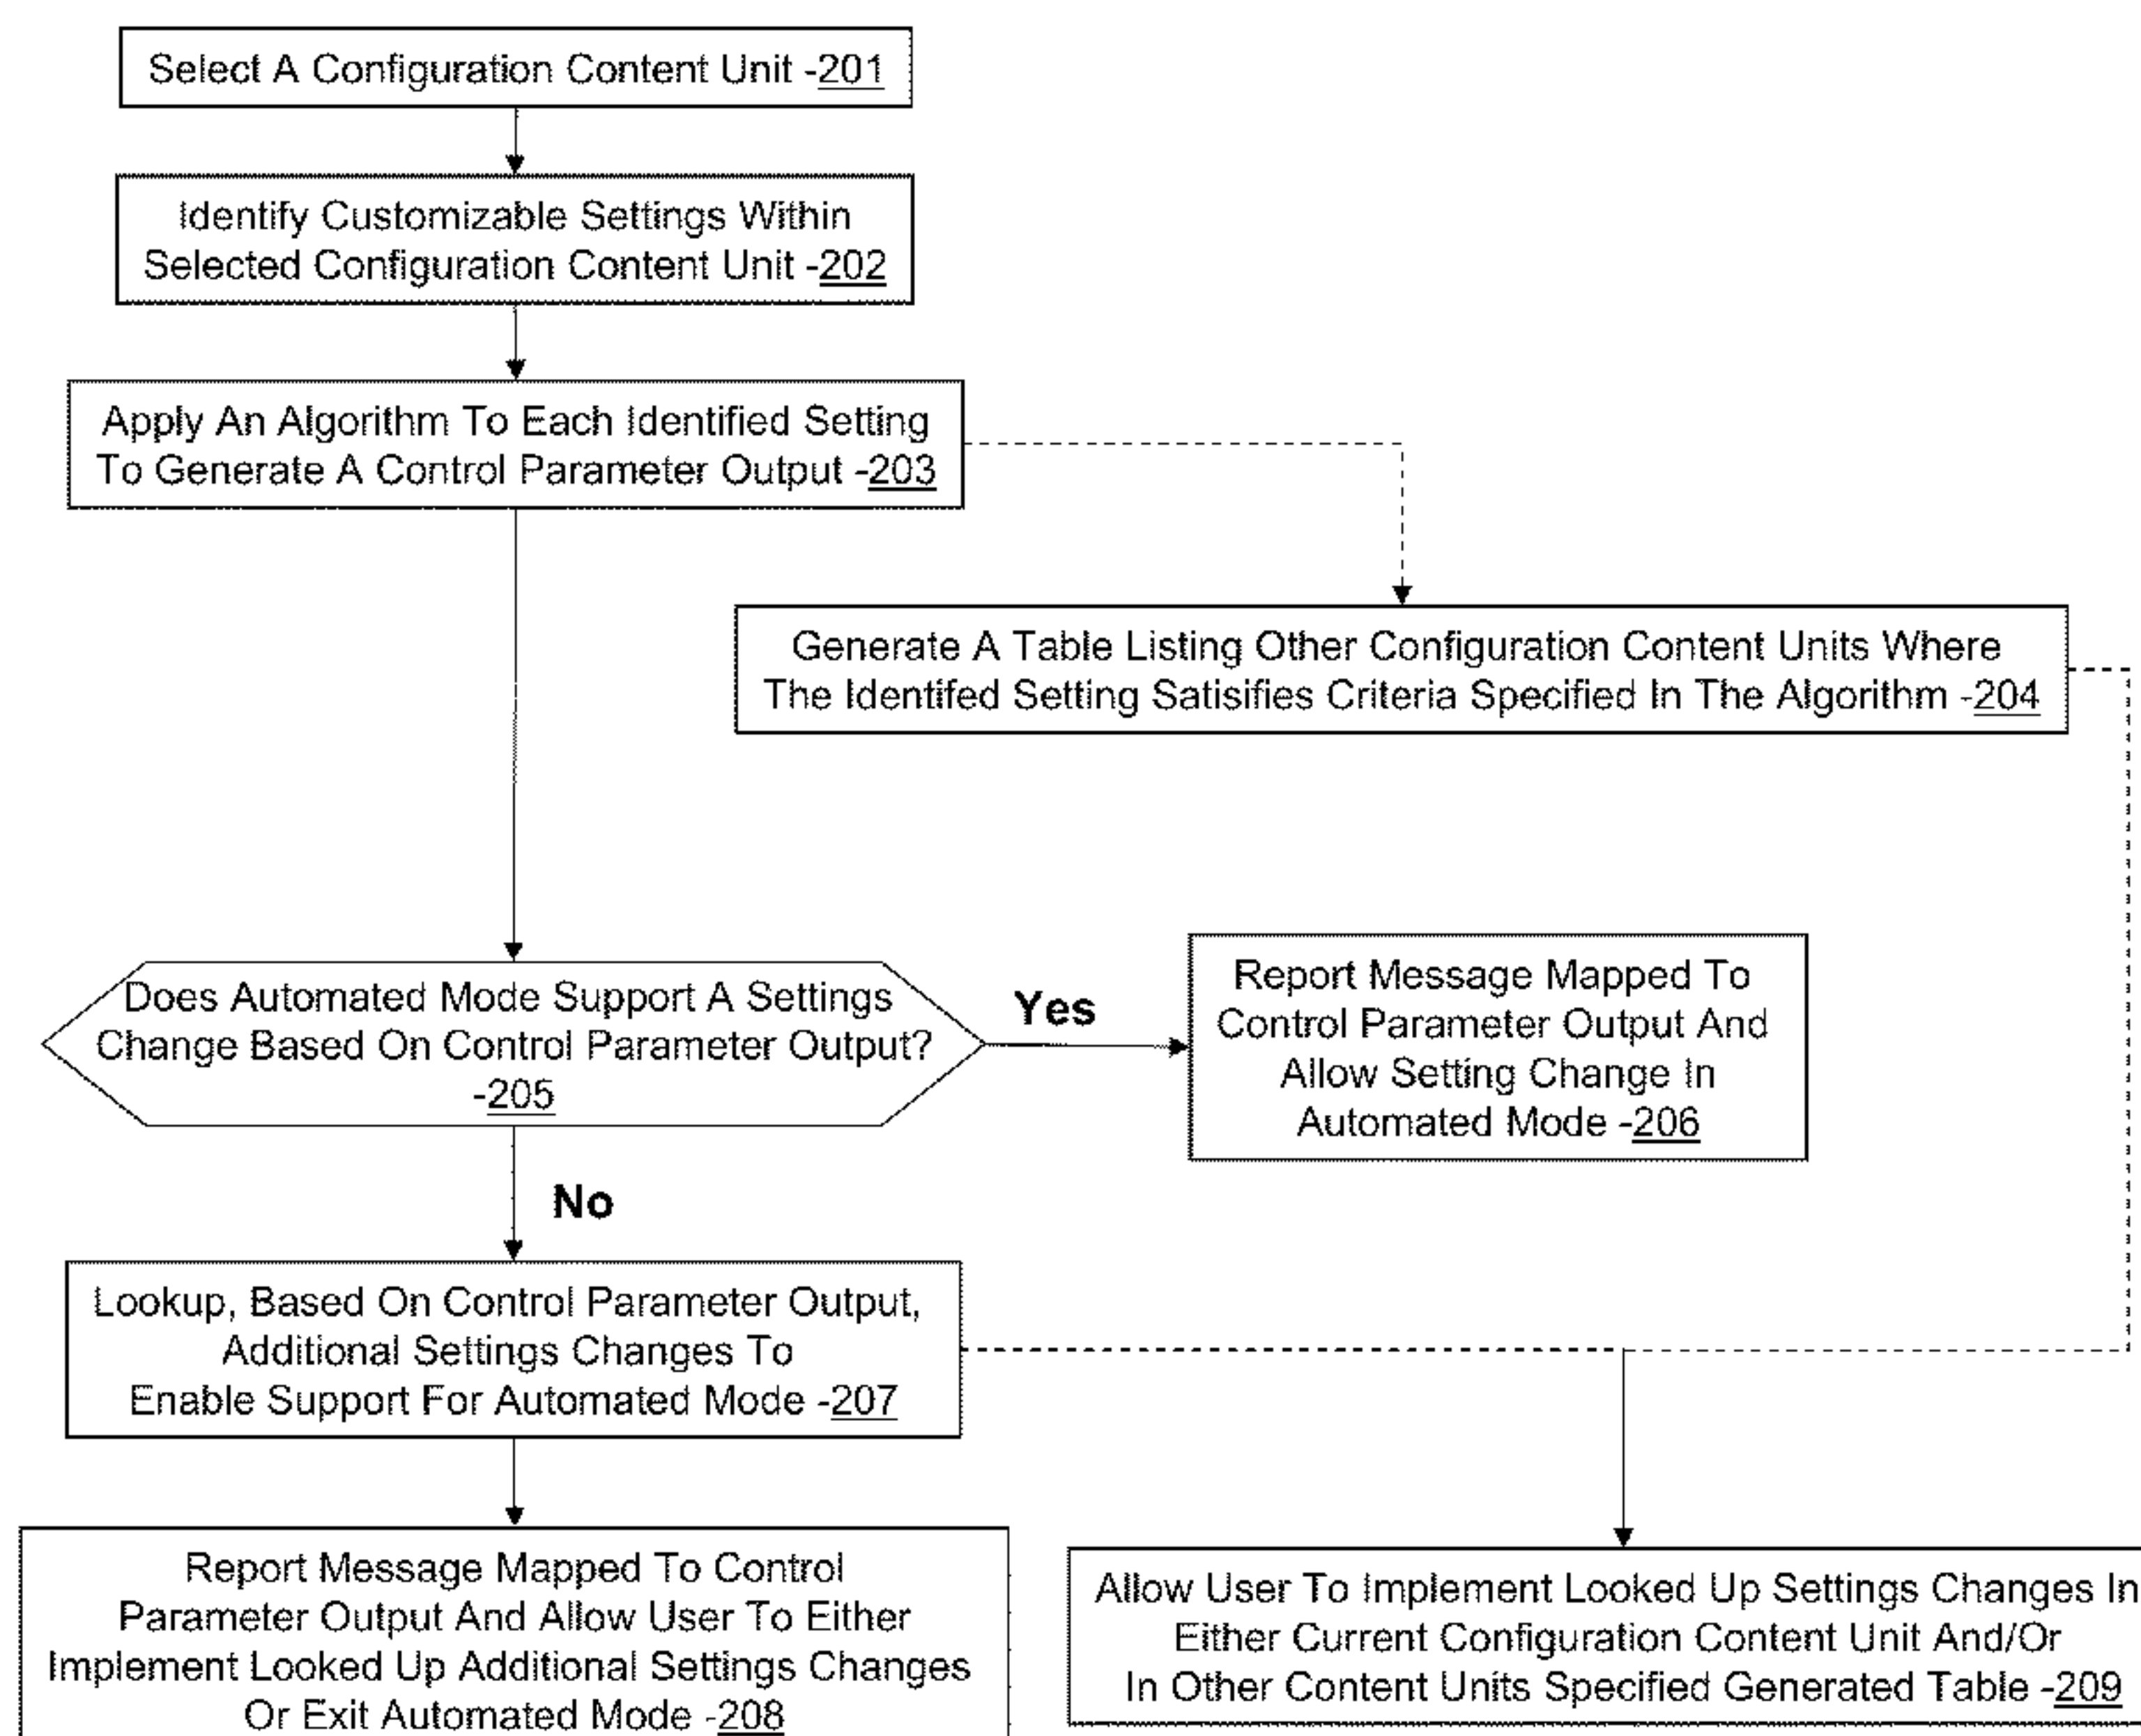 Select A Configuration Content Unit -201
Identify Customizable Settings Within
Selected Configuration Content Unit -202
Apply An Algorithm To Each Identified Setting
To Generate A Control Parameter Output -203
Generate A Table Listing Other Configuration Content Units Where
The Identifed Setting Satisifies Criteria Specified In The Algorithm -204
Does Automated Mode Support A Settings
Change Based On Control Parameter Output?
-205
Yes
Report Message Mapped To
Control Parameter Output And
Allow Setting Change In
Automated Mode -206
No
Lookup, Based On Control Parameter Output,
Additional Settings Changes To
Enable Support For Automated Mode -207
Report Message Mapped To Control
Parameter Output And Allow User To Either
Implement Looked Up Additional Settings Changes
Or Exit Automated Mode -208
Allow User To Implement Looked Up Settings Changes In
Either Current Configuration Content Unit And/Or
In Other Content Units Specified Generated Table -209